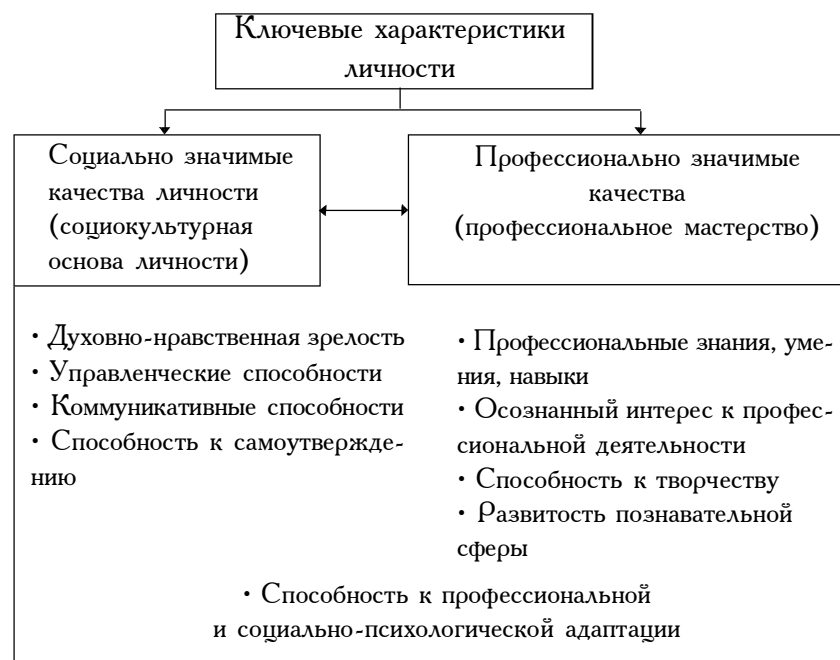 Ключевые характеристики
личности
Социально значимые
качества личности
(социокультурная
основа личности)
Профессионально значимые
качества
(профессиональное мастерство)
· Духовно-нравственная зрелость
· Управленческие способности
· Коммуникативные способности
· Способность к самоутвержде-
нию
· Профессиональные знания, уме-
ния, навыки
· Осознанный интерес к профес-
сиональной деятельности
· Способность к творчеству
· Развитость познавательной
сферы
· Способность к профессиональной
и социально-психологической адаптации